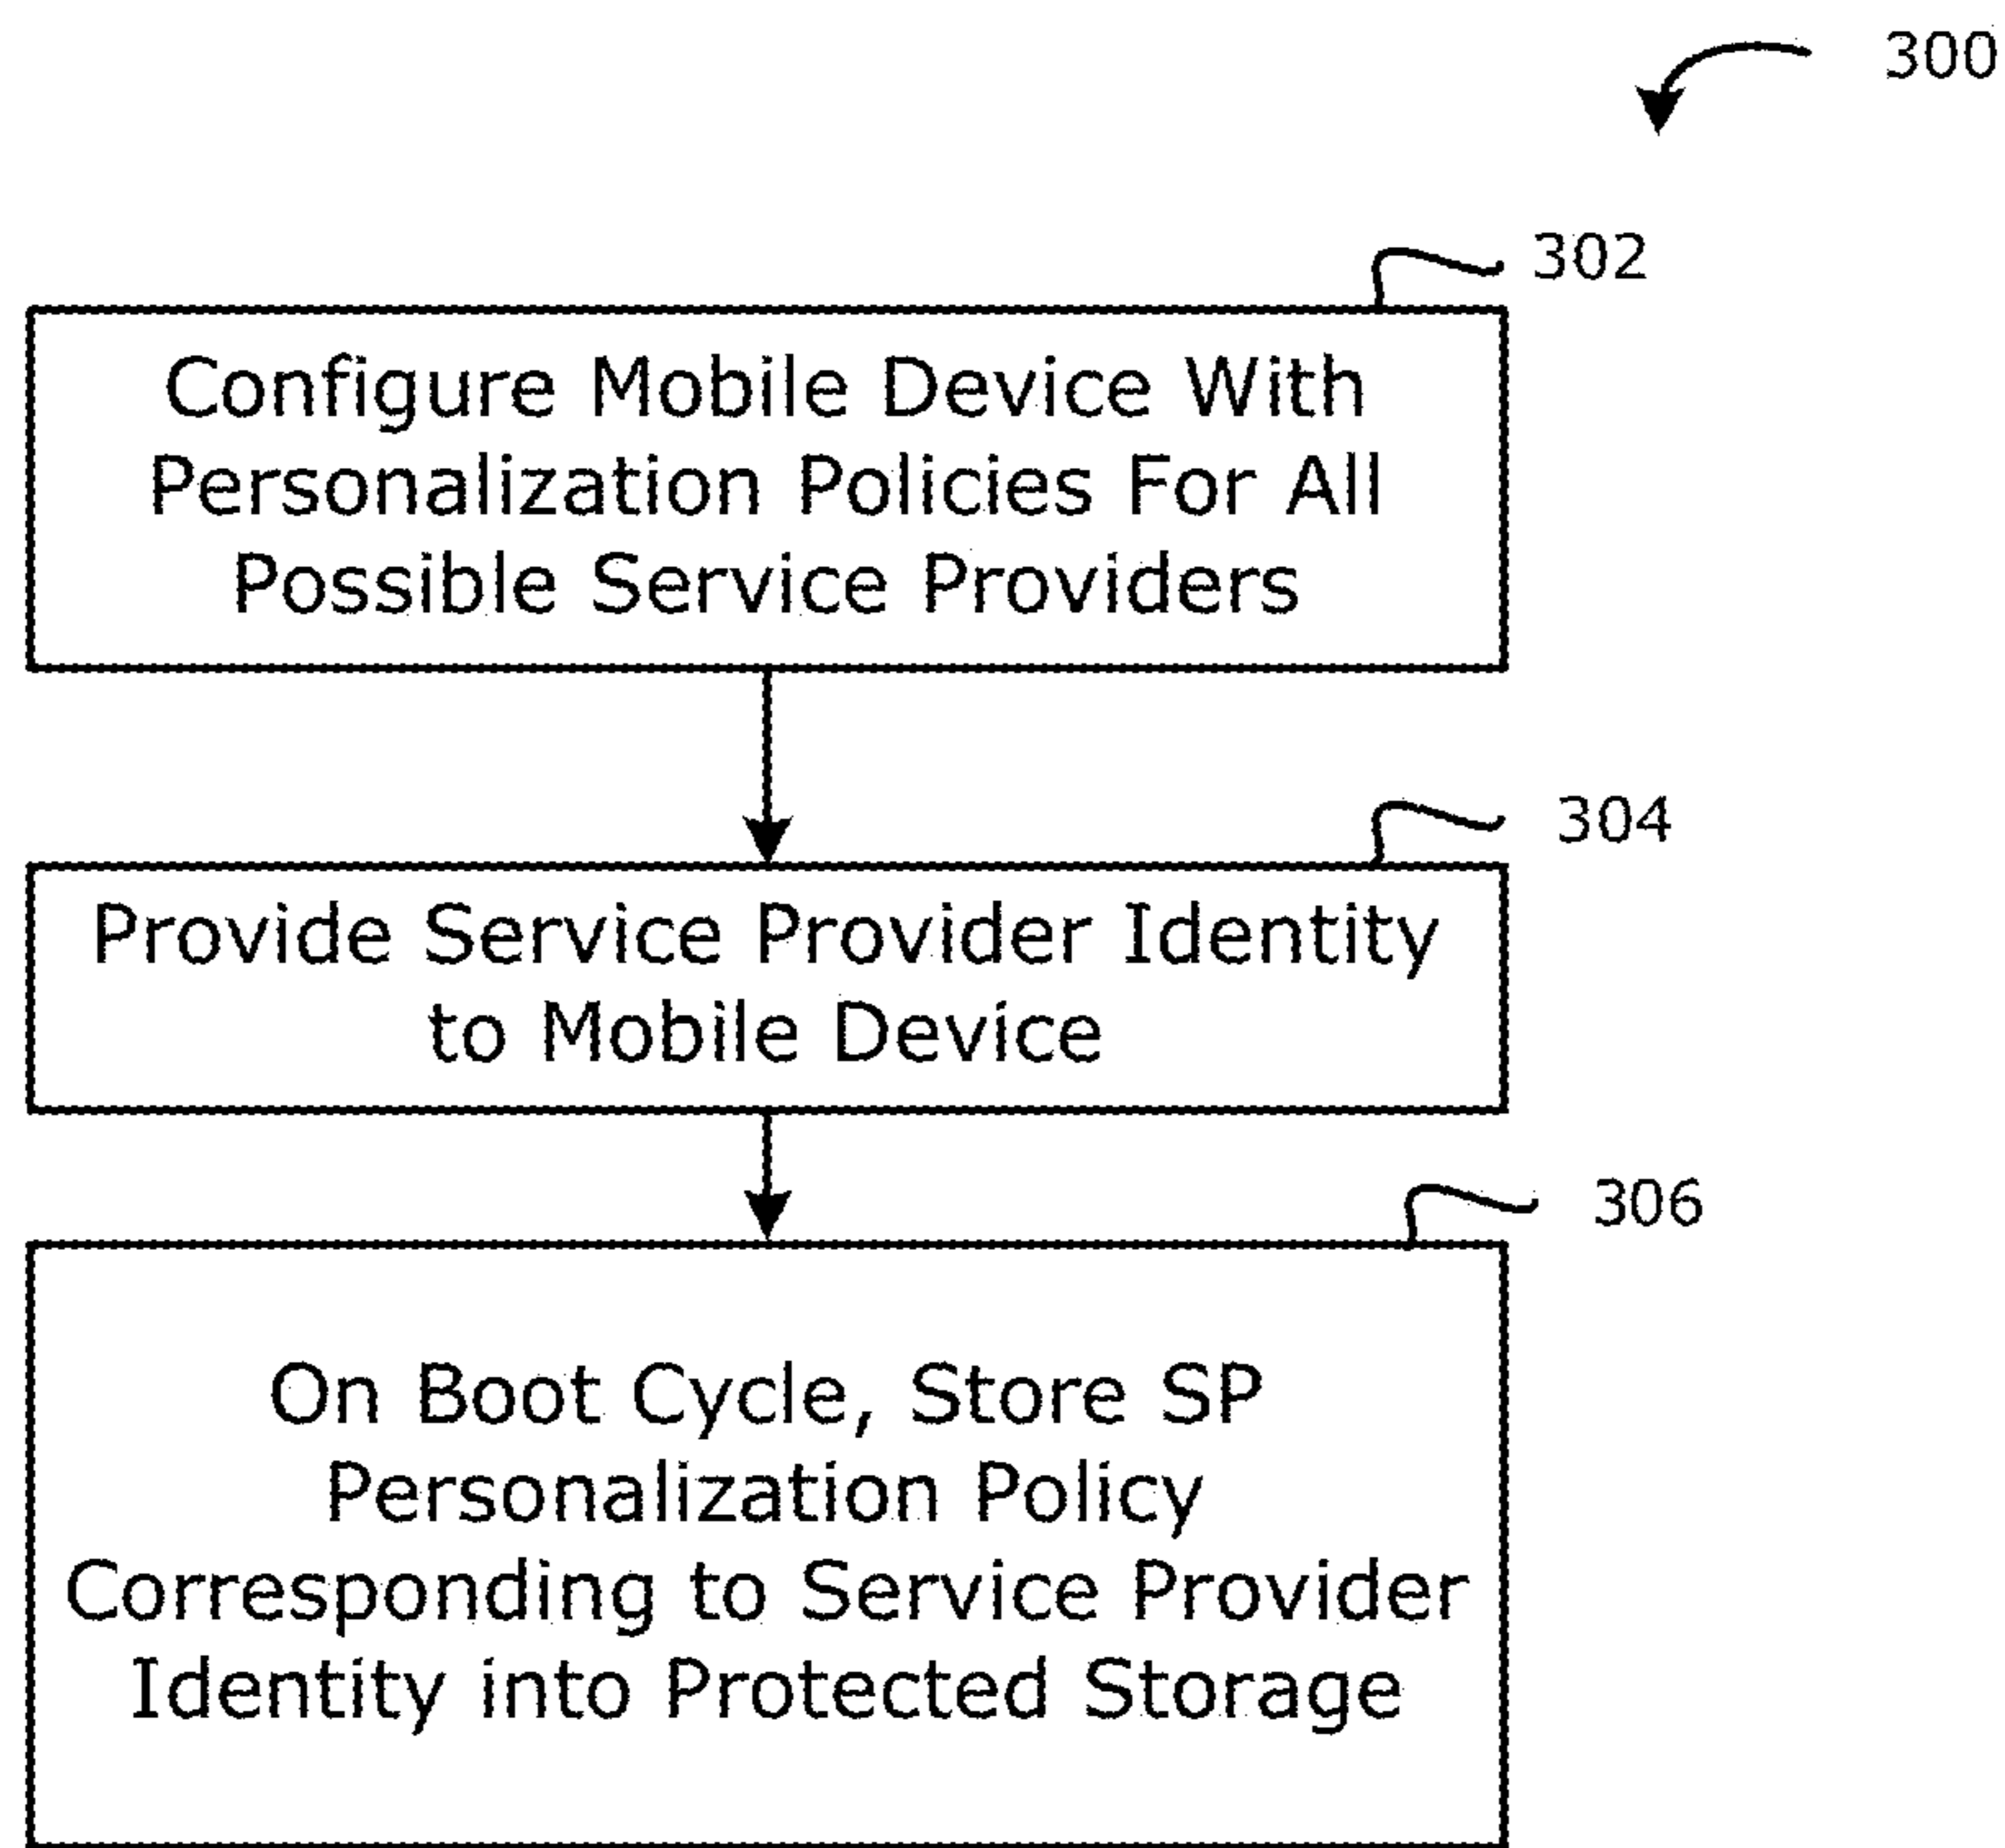 300
302
Configure Mobile Device With
Personalization Policies For All
Possible Service Providers
304
Provide Service Provider Identity
to Mobile Device
306
On Boot Cycle, Store SP
Personalization Policy
Corresponding to Service Provider
Identity into Protected Storage